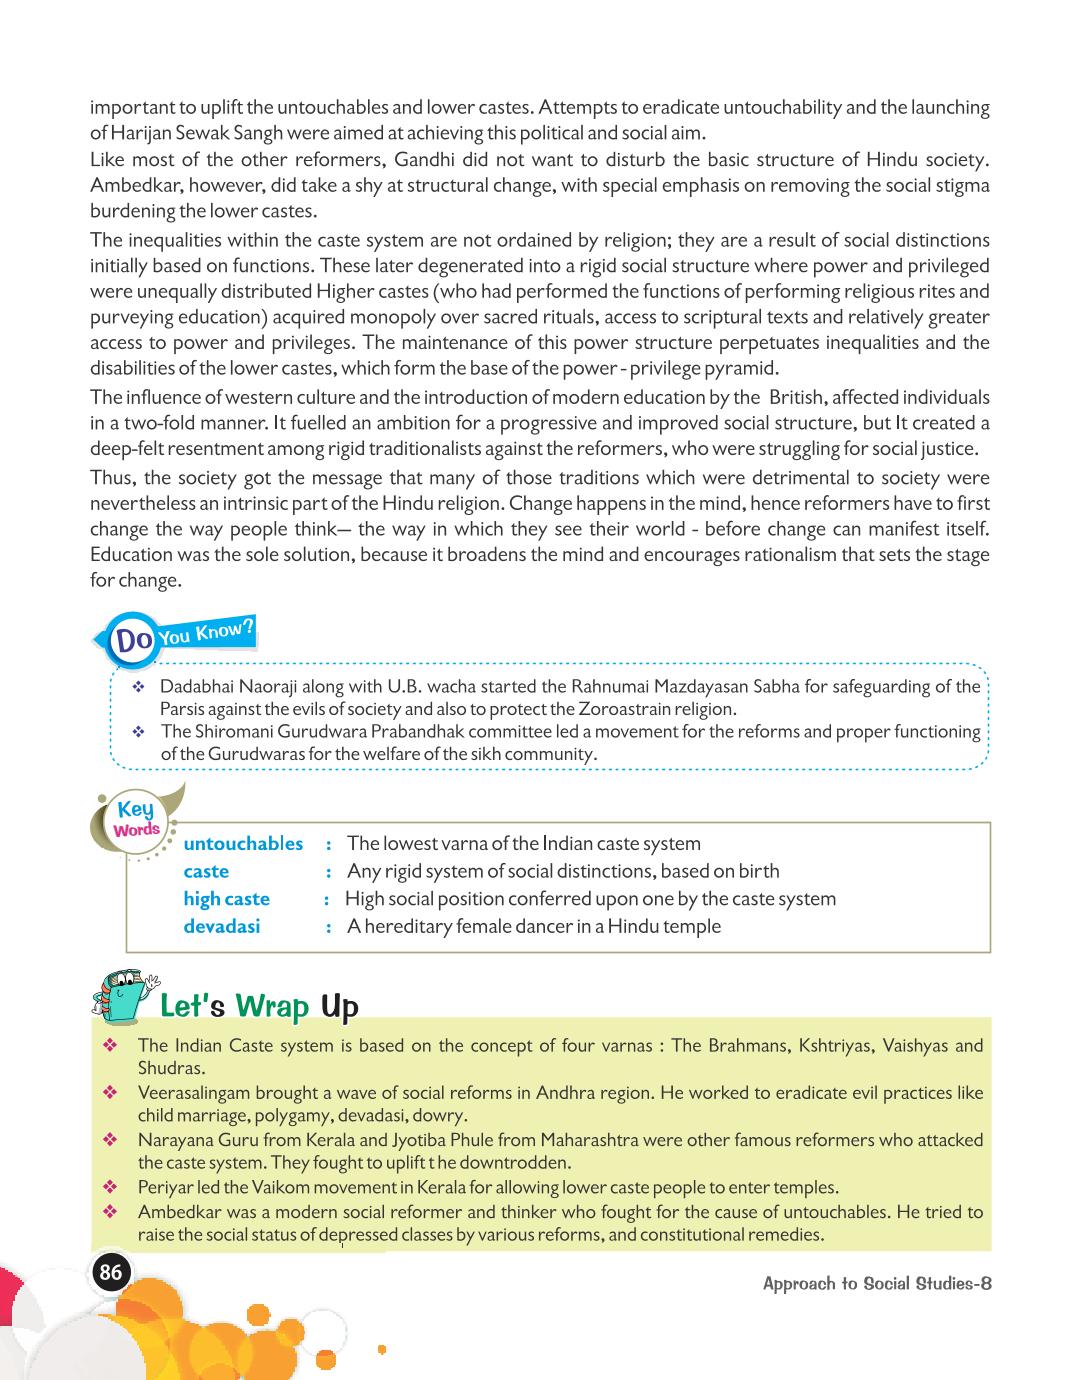 important to uplift the untouchables and lower castes. Attempts to eradicate untouchability and the launching
of Harijan Sewak Sangh were aimed at achieving this political and social aim.
Like most of the other reformers, Gandhi did not want to disturb the basic structure of Hindu society.
Ambedkar, however, did take a shy at structural change, with special emphasis on removing the social stigma
burdening the lower castes.
The inequalities within the caste system are not ordained by religion; they are a result of social distinctions
initially based on functions. These later degenerated into a rigid social structure where power and privileged
were unequally distributed Higher castes (who had performed the functions of performing religious rites and
purveying education) acquired monopoly over sacred rituals, access to scriptural texts and relatively greater
access to power and privileges. The maintenance of this power structure perpetuates inequalities and the
disabilities of the lower castes, which form the base of the power - privilege pyramid.
The influence of western culture and the introduction of modern education by the British, affected individuals
in a two-fold manner. It fuelled an ambition for a progressive and improved social structure, but It created a
deep-felt resentment among rigid traditionalists against the reformers, who were struggling for social justice.
Thus, the society got the message that many of those traditions which were detrimental to society were
nevertheless an intrinsic part of the Hindu religion. Change happens in the mind, hence reformers have to first
change the way people think— the way in which they see their world - before change can manifest itself.
Education was the sole solution, because it broadens the mind and encourages rationalism that sets the stage
for change.
Do You Know?
❖ Dadabhai Naoraji along with U.B. wacha started the Rahnumai Mazdayasan Sabha for safeguarding of the
Parsis against the evils of society and also to protect the Zoroastrain religion.
❖ The Shiromani Gurudwara Prabandhak committee led a movement for the reforms and proper functioning
of the Gurudwaras for the welfare of the sikh community.
Key
Words
untouchables : The lowest varna of the Indian caste system
caste : Any rigid system of social distinctions, based on birth
high caste : High social position conferred upon one by the caste system
devadasi : A hereditary female dancer in a Hindu temple
Let's Wrap Up
❖ The Indian Caste system is based on the concept of four varnas : The Brahmans, Kshtriyas, Vaishyas and
Shudras.
❖ Veerasalingam brought a wave of social reforms in Andhra region. He worked to eradicate evil practices like
child marriage, polygamy, devadasi, dowry.
❖ Narayana Guru from Kerala and Jyotiba Phule from Maharashtra were other famous reformers who attacked
the caste system. They fought to uplift t he downtrodden.
❖ Periyar led the Vaikom movement in Kerala for allowing lower caste people to enter temples.
❖ Ambedkar was a modern social reformer and thinker who fought for the cause of untouchables. He tried to
raise the social status of depressed classes by various reforms, and constitutional remedies.
86
Approach to Social Studies-8